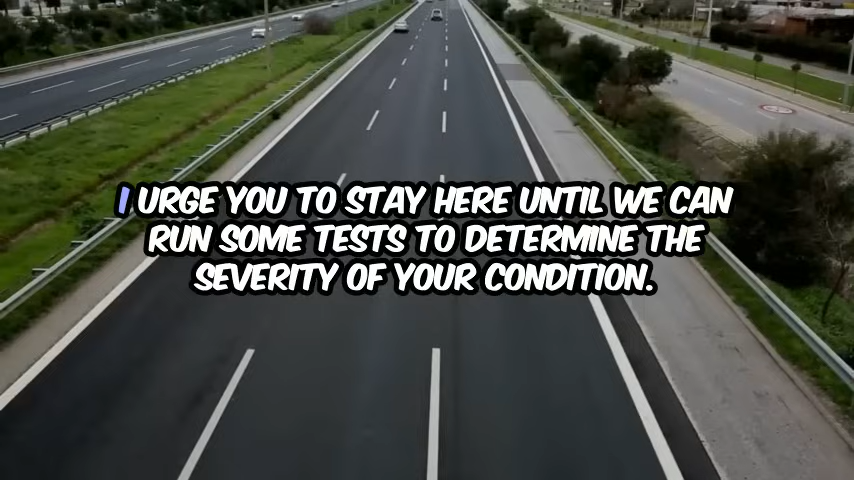 I URGE YOU TO STAY HERE UNTIL WE CAN
RUN SOME TESTS TO DETERMINE THE
SEVERITY OF YOUR CONDITION.